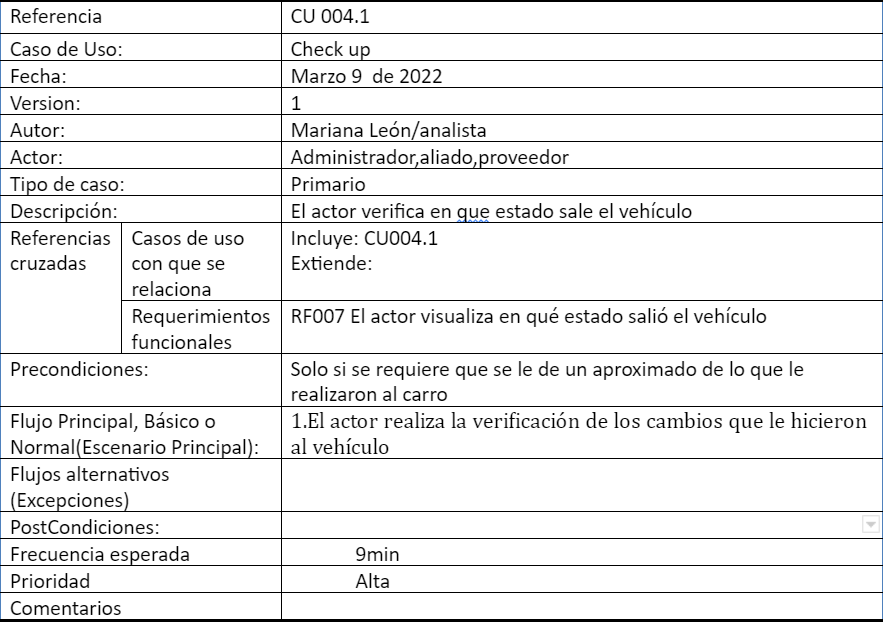 Referencia CU 004.1
Caso de Uso: Check up
Fecha: Marzo 9 de 2022
Version: 1
Autor: Mariana León/analista
Actor: Administrador,aliado,proveedor
Tipo de caso: Primario
Descripción: El actor verifica en que estado sale el vehículo
Referencias cruzadas
Casos de uso con que se relaciona
Incluye: CU004.1
Extiende:
Requerimientos funcionales
RF007 El actor visualiza en qué estado salió el vehículo
Precondiciones:
Solo si se requiere que se le de un aproximado de lo que le
realizaron al carro
Flujo Principal, Básico o
Normal(Escenario Principal):
1.El actor realiza la verificación de los cambios que le hicieron
al vehículo
Flujos alternativos
(Excepciones)
PostCondiciones:
Frecuencia esperada 9min
Prioridad Alta
Comentarios